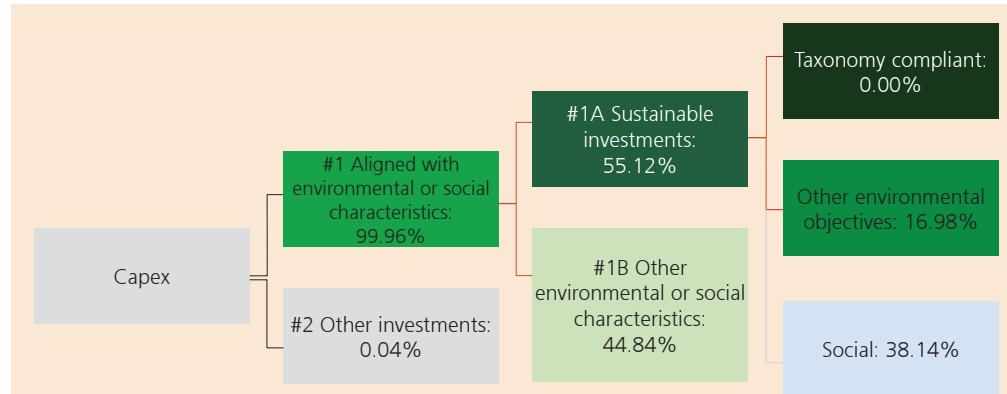 Capex
#1 Aligned with
environmental or social
characteristics:
99.96%
#2 Other investments:
0.04%
#1A Sustainable
investments:
55.12%
#1B Other
environmental or social
characteristics:
44.84%
Taxonomy compliant:
0.00%
Other environmental
objectives: 16.98%
Social: 38.14%